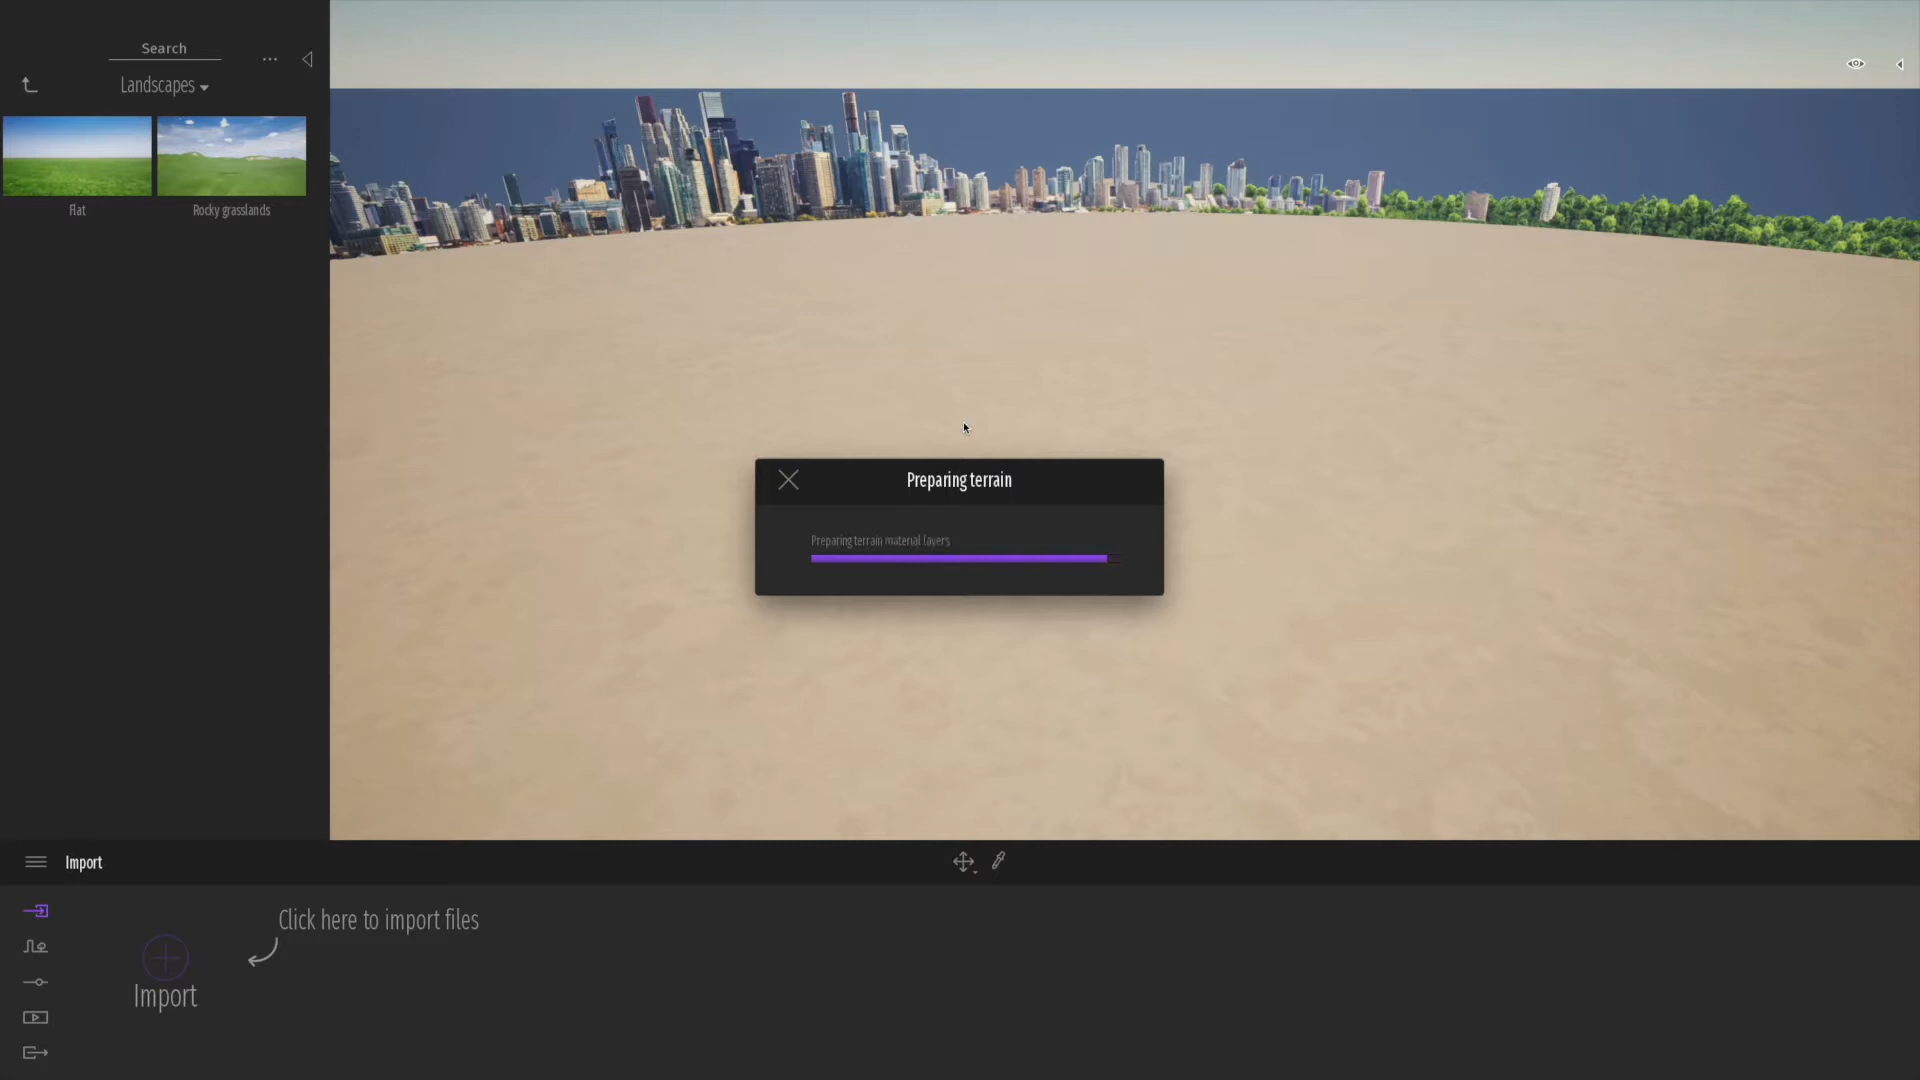 Search
Landscapes
Flat
Rocky grasslands
Preparing terrain
Preparing terrain material layers
Import
Click here to import files
Import